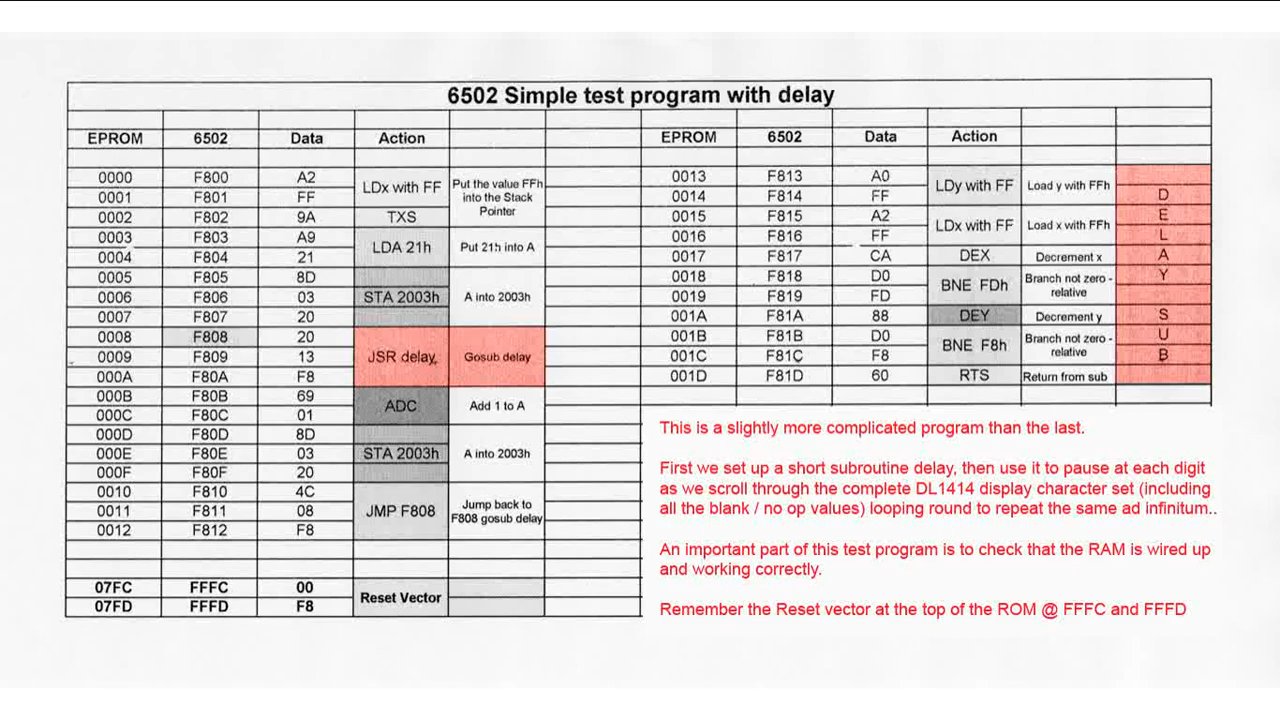 6502 Simple test program with delay
EPROM 6502 Data Action
0000 F800 A2 LDx with FF Put the value FFh into the Stack Pointer
0001 F801 FF
0002 F802 9A TXS
0003 F803 A9 LDA 21h Put 21h into A
0004 F804 21
0005 F805 8D STA 2003h A into 2003h
0006 F806 03
0007 F807 20
0008 F808 20 JSR delay Gosub delay
0009 F809 13
000A F80A F8
000B F80B 69 ADC Add 1 to A
000C F80C 01
000D F80D 8D STA 2003h A into 2003h
000E F80E 03
000F F80F 20
0010 F810 4C JMP F808 Jump back to F808 gosub delay
0011 F811 08
0012 F812 F8
07FC FFFC 00 Reset Vector
07FD FFFD F8
EPROM 6502 Data Action
0013 F813 A0 LDy with FF Load y with FFh
0014 F814 FF D
0015 F815 A2 LDx with FF Load x with FFh E
0016 F816 FF L
0017 F817 CA DEX Decrement x A
0018 F818 D0 BNE FDh Branch not zero - relative Y
0019 F819 FD
001A F81A 88 DEY Decrement y S
001B F81B D0 BNE F8h Branch not zero - relative U
001C F81C F8 B
001D F81D 60 RTS Return from sub
This is a slightly more complicated program than the last.
First we set up a short subroutine delay, then use it to pause at each digit
as we scroll through the complete DL1414 display character set (including
all the blank / no op values) looping round to repeat the same ad infinitum..
An important part of this test program is to check that the RAM is wired up
and working correctly.
Remember the Reset vector at the top of the ROM @ FFFC and FFFD